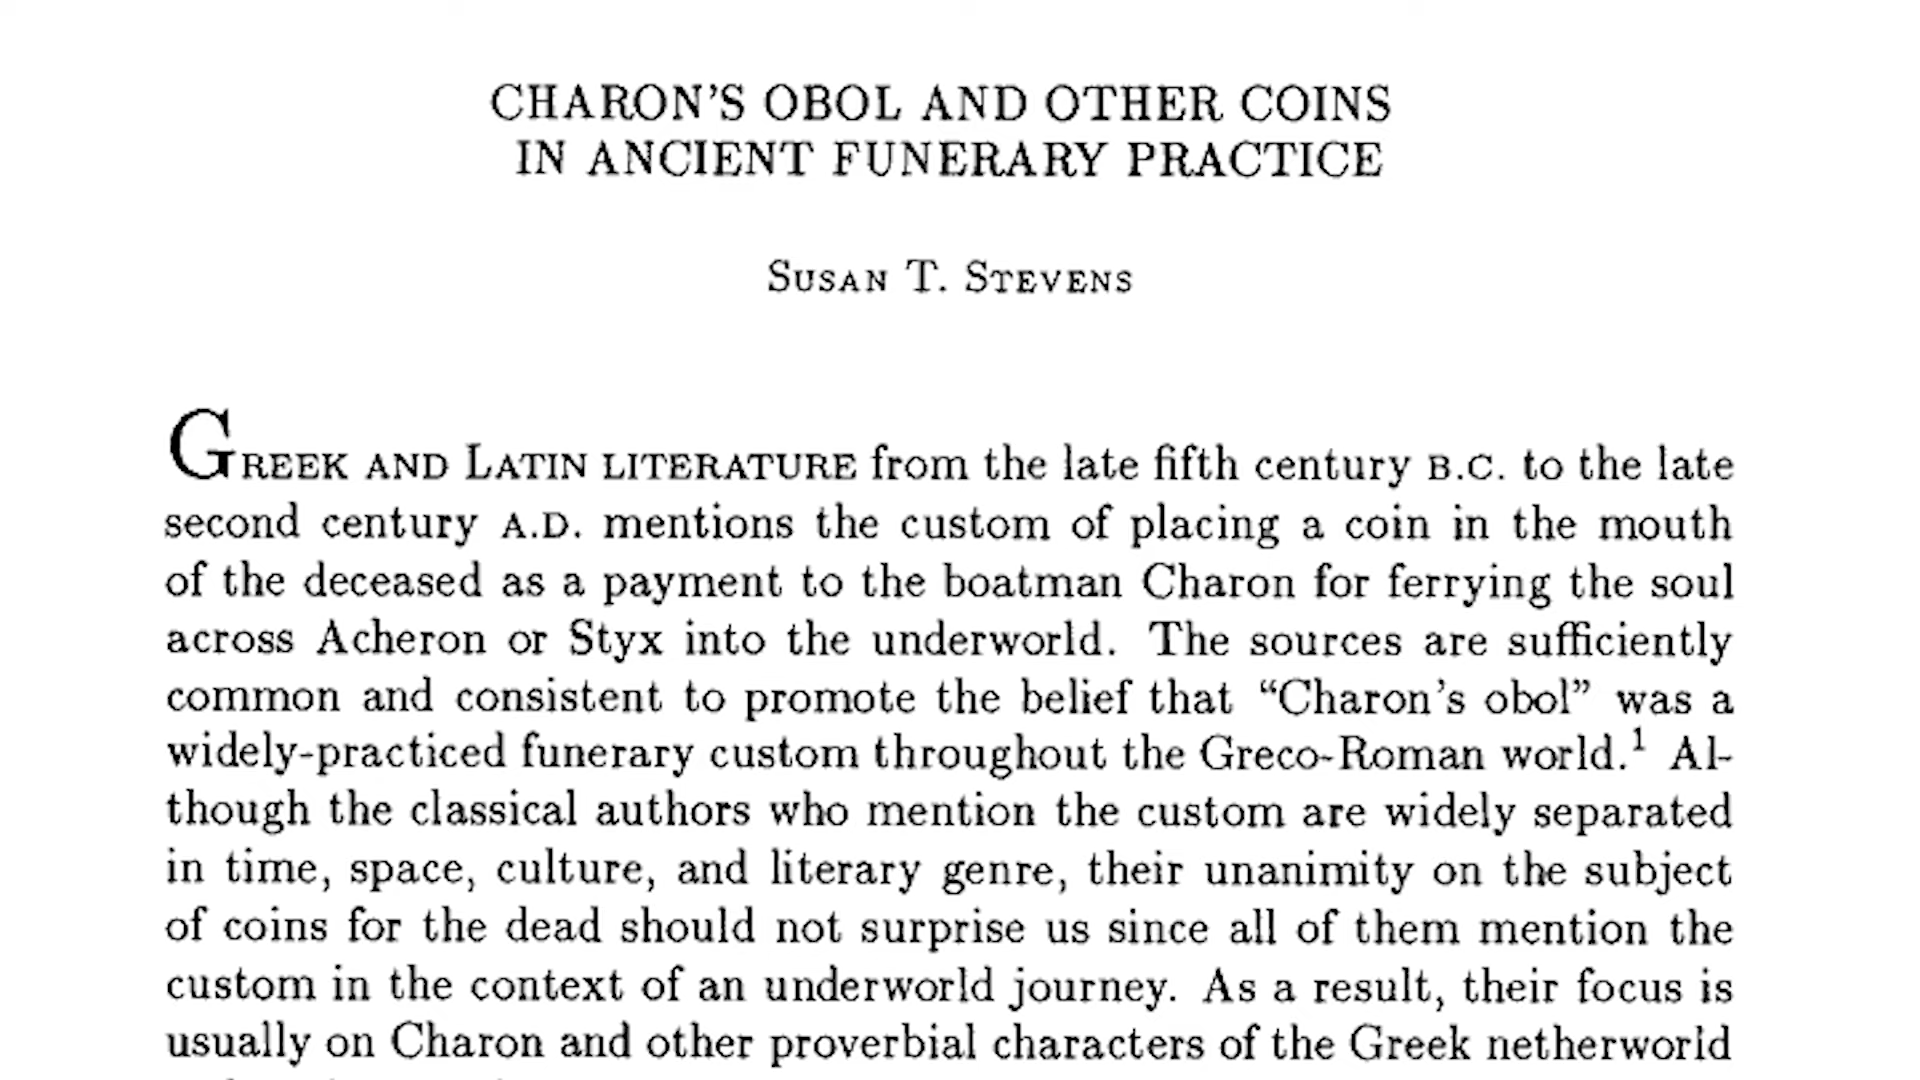 CHARON'S OBOL AND OTHER COINS
IN ANCIENT FUNERARY PRACTICE
SUSAN T. STEVENS
GREEK AND LATIN LITERATURE from the late fifth century B.C. to the late
second century A.D. mentions the custom of placing a coin in the mouth
of the deceased as a payment to the boatman Charon for ferrying the soul
across Acheron or Styx into the underworld. The sources are sufficiently
common and consistent to promote the belief that “Charon's obol” was a
widely-practiced funerary custom throughout the Greco-Roman world.¹ Al-
though the classical authors who mention the custom are widely separated
in time, space, culture, and literary genre, their unanimity on the subject
of coins for the dead should not surprise us since all of them mention the
custom in the context of an underworld journey. As a result, their focus is
usually on Charon and other proverbial characters of the Greek netherworld